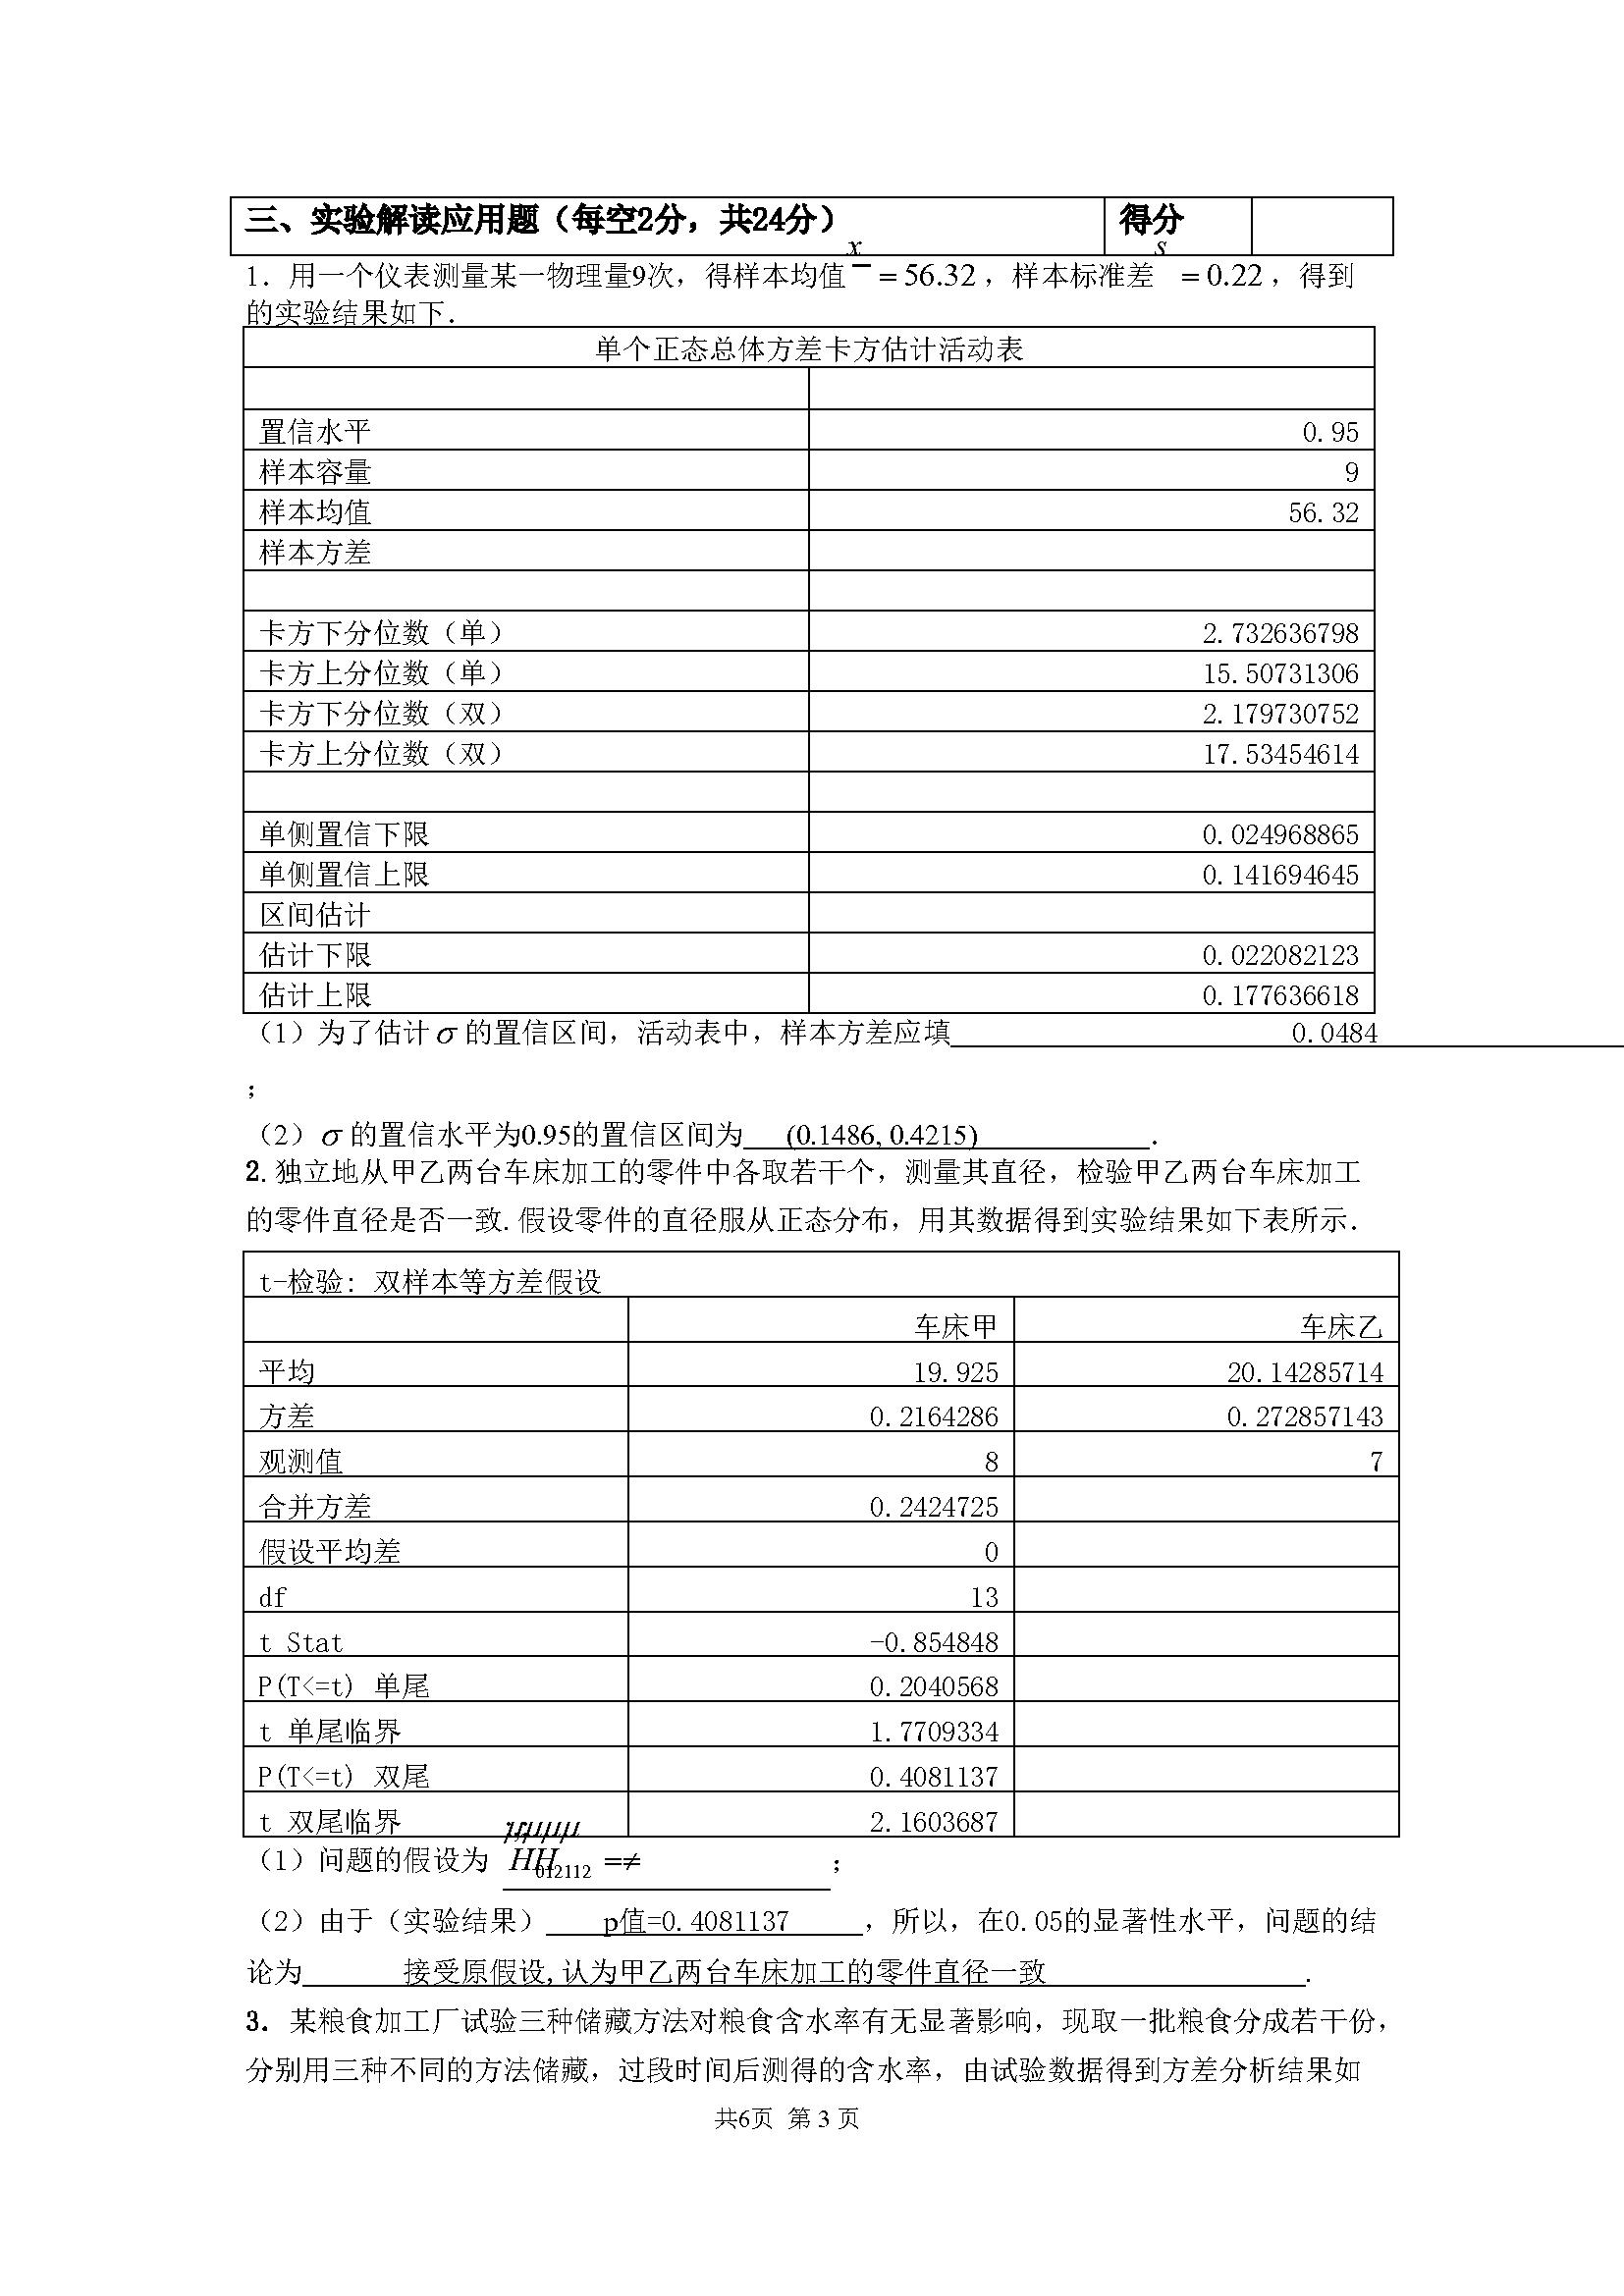 三、实验解读应用题（每空2分，共24分） 得分
1．用一个仪表测量某一物理量9次，得样本均值x̄=56.32，样本标准差s=0.22，得到
的实验结果如下．
单个正态总体方差卡方估计活动表
置信水平 0.95
样本容量 9
样本均值 56.32
样本方差
卡方下分位数（单） 2.732636798
卡方上分位数（单） 15.50731306
卡方下分位数（双） 2.179730752
卡方上分位数（双） 17.53454614
单侧置信下限 0.024968865
单侧置信上限 0.141694645
区间估计
估计下限 0.022082123
估计上限 0.177636618
（1）为了估计σ的置信区间，活动表中，样本方差应填 0.0484
；
（2）σ的置信水平为0.95的置信区间为 (0.1486, 0.4215) ．
2.独立地从甲乙两台车床加工的零件中各取若干个，测量其直径，检验甲乙两台车床加工
的零件直径是否一致.假设零件的直径服从正态分布，用其数据得到实验结果如下表所示．
t-检验: 双样本等方差假设
车床甲 车床乙
平均 19.925 20.14285714
方差 0.2164286 0.272857143
观测值 8 7
合并方差 0.2424725
假设平均差 0
df 13
t Stat -0.854848
P(T<=t) 单尾 0.2040568
t 单尾临界 1.7709334
P(T<=t) 双尾 0.4081137
t 双尾临界 2.1603687
（1）问题的假设为 HH012112 =≠ ；
（2）由于（实验结果） p值=0.4081137 ，所以，在0.05的显著性水平，问题的结
论为 接受原假设,认为甲乙两台车床加工的零件直径一致 .
3．某粮食加工厂试验三种储藏方法对粮食含水率有无显著影响，现取一批粮食分成若干份，
分别用三种不同的方法储藏，过段时间后测得的含水率，由试验数据得到方差分析结果如
共6页 第 3 页